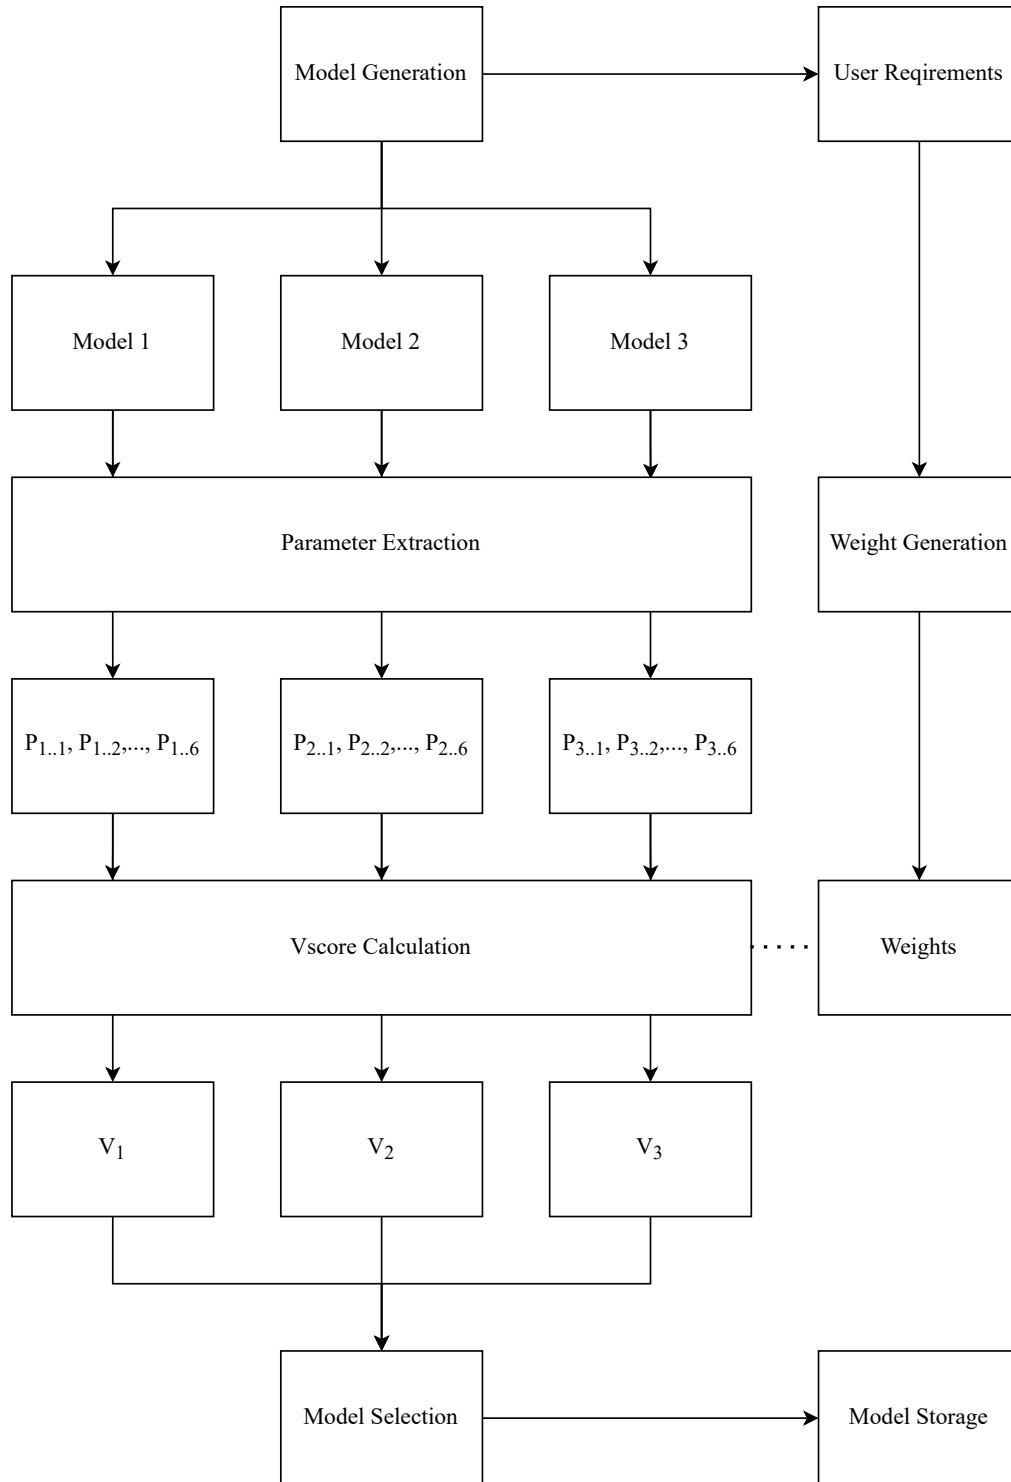 Model Generation
User Reqirements
Model 1
Model 2
Model 3
Parameter Extraction
Weight Generation
P1..1, P1..2,..., P1..6
P2..1, P2..2,..., P2..6
P3..1, P3..2,..., P3..6
Vscore Calculation
Weights
V1
V2
V3
Model Selection
Model Storage